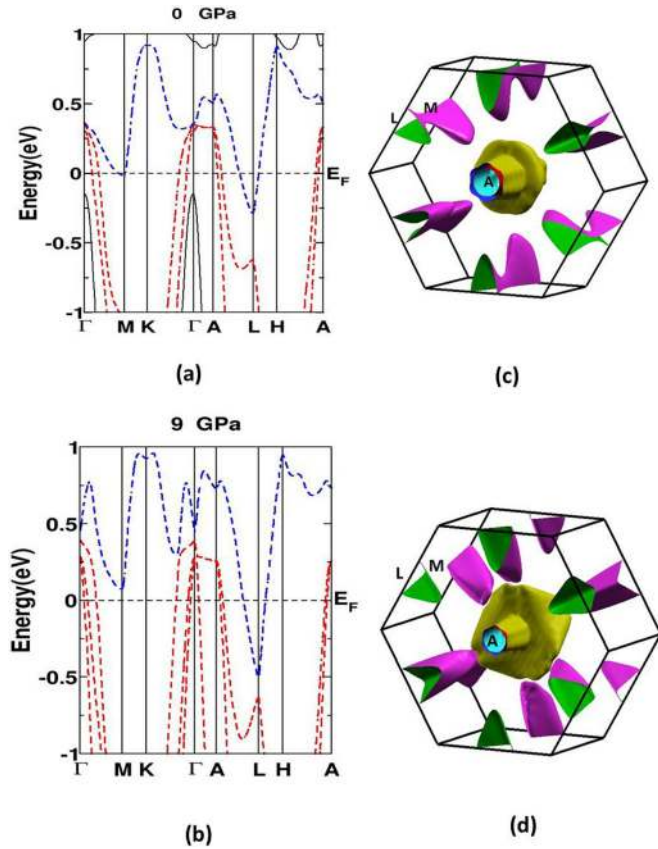 0 GPa
1
0.5
0
-0.5
-1
Energy(eV)
E_F
Γ M K Γ A L H A
(a)
L M
A
(c)
9 GPa
1
0.5
0
-0.5
-1
Energy(eV)
E_F
Γ M K Γ A L H A
(b)
L M
A
(d)